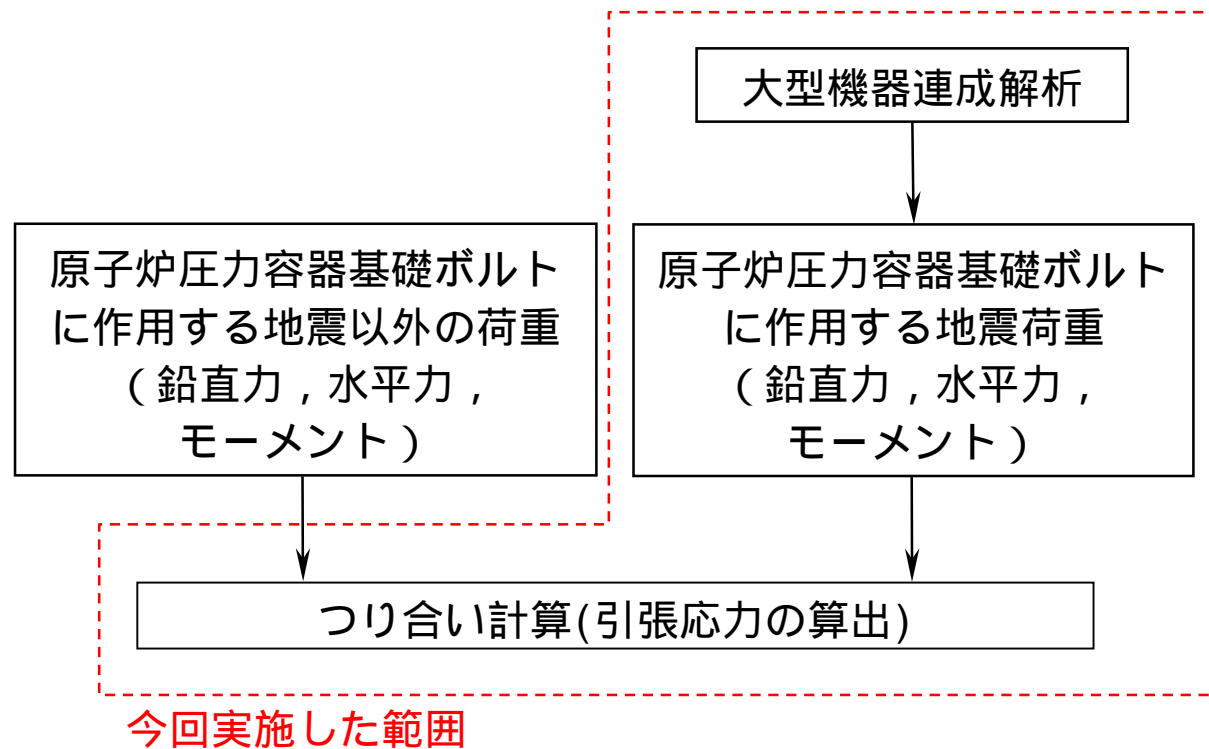 大型機器連成解析
原子炉圧力容器基礎ボルト
に作用する地震以外の荷重
（鉛直力，水平力，
モーメント）
原子炉圧力容器基礎ボルト
に作用する地震荷重
（鉛直力，水平力，
モーメント）
つり合い計算(引張応力の算出)
今回実施した範囲